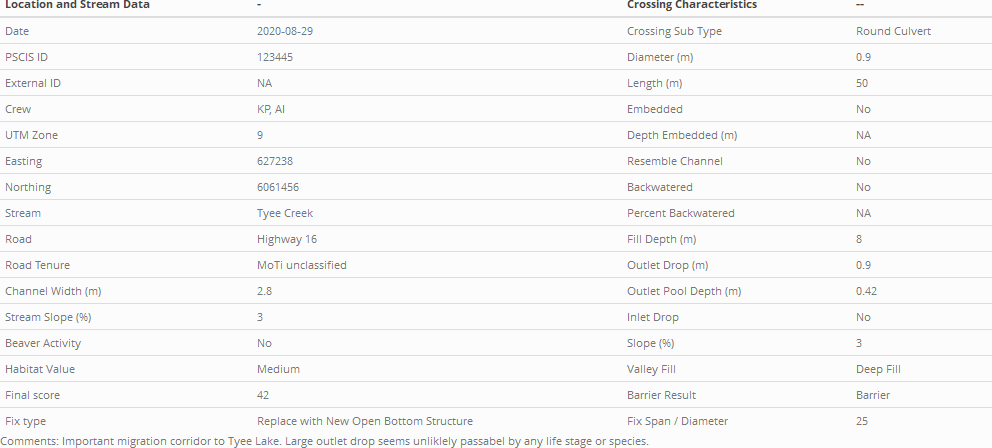 Location and Stream Data - Crossing Characteristics --
Date 2020-08-29 Crossing Sub Type Round Culvert
PSCIS ID 123445 Diameter (m) 0.9
External ID NA Length (m) 50
Crew KP, AI Embedded No
UTM Zone 9 Depth Embedded (m) NA
Easting 627238 Resemble Channel No
Northing 6061456 Backwatered No
Stream Tyee Creek Percent Backwatered NA
Road Highway 16 Fill Depth (m) 8
Road Tenure MoTi unclassified Outlet Drop (m) 0.9
Channel Width (m) 2.8 Outlet Pool Depth (m) 0.42
Stream Slope (%) 3 Inlet Drop No
Beaver Activity No Slope (%) 3
Habitat Value Medium Valley Fill Deep Fill
Final score 42 Barrier Result Barrier
Fix type Replace with New Open Bottom Structure Fix Span / Diameter 25
Comments: Important migration corridor to Tyee Lake. Large outlet drop seems unliklely passabel by any life stage or species.